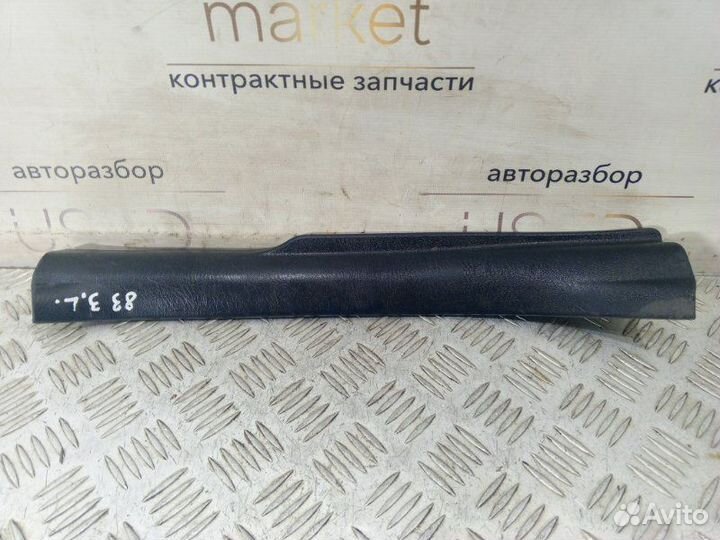 market
контрактные запчасти
авторазбор
авторазбор
83 З.L.
Avito